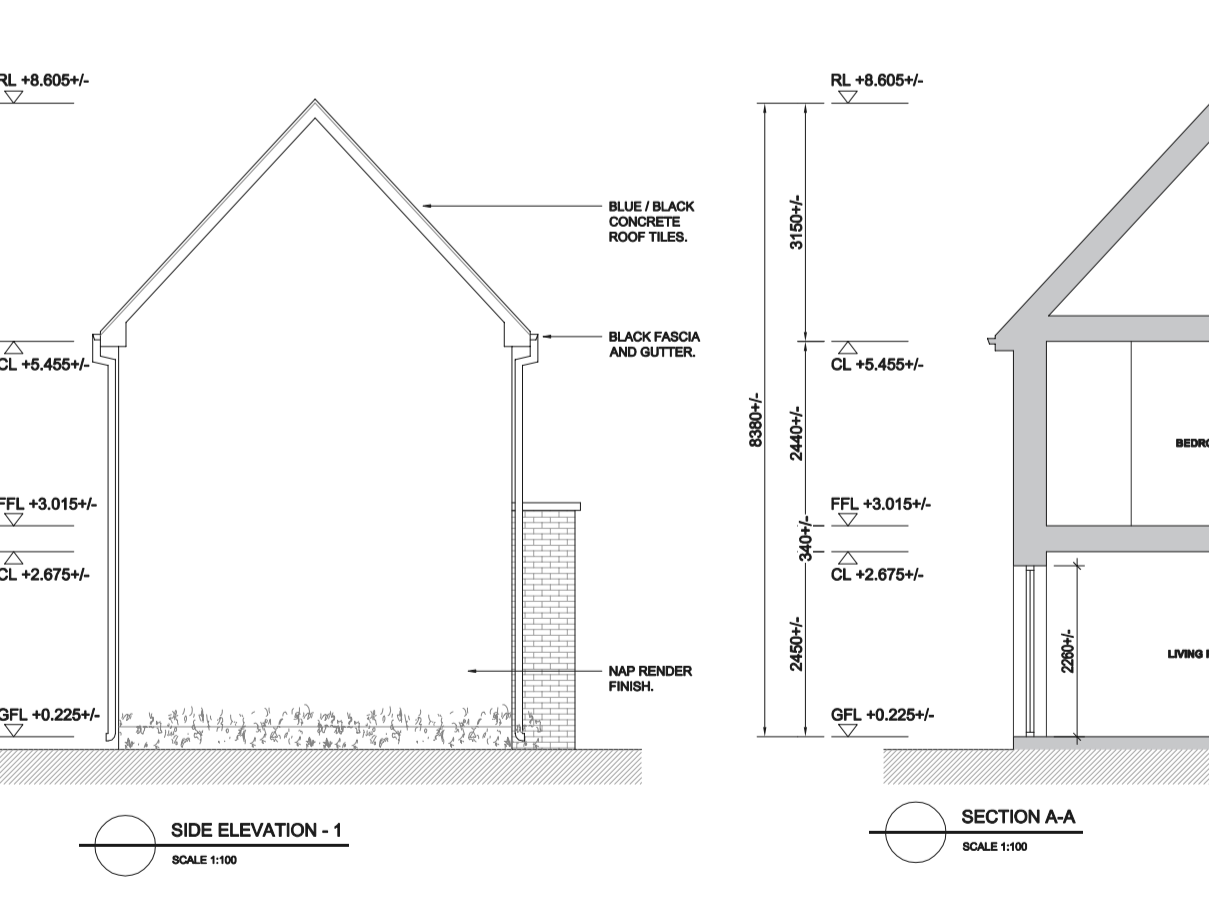 RL +8.605+/-
BLUE / BLACK
CONCRETE
ROOF TILES.
BLACK FASCIA
AND GUTTER.
CL +5.455+/-
FFL +3.015+/-
CL +2.675+/-
NAP RENDER
FINISH.
GFL +0.225+/-
SIDE ELEVATION - 1
SCALE 1:100
RL +8.605+/-
3150+/-
CL +5.455+/-
8380+/-
2440+/-
BEDRO
FFL +3.015+/-
340+/-
CL +2.675+/-
2450+/-
2260+/-
LIVING
GFL +0.225+/-
SECTION A-A
SCALE 1:100